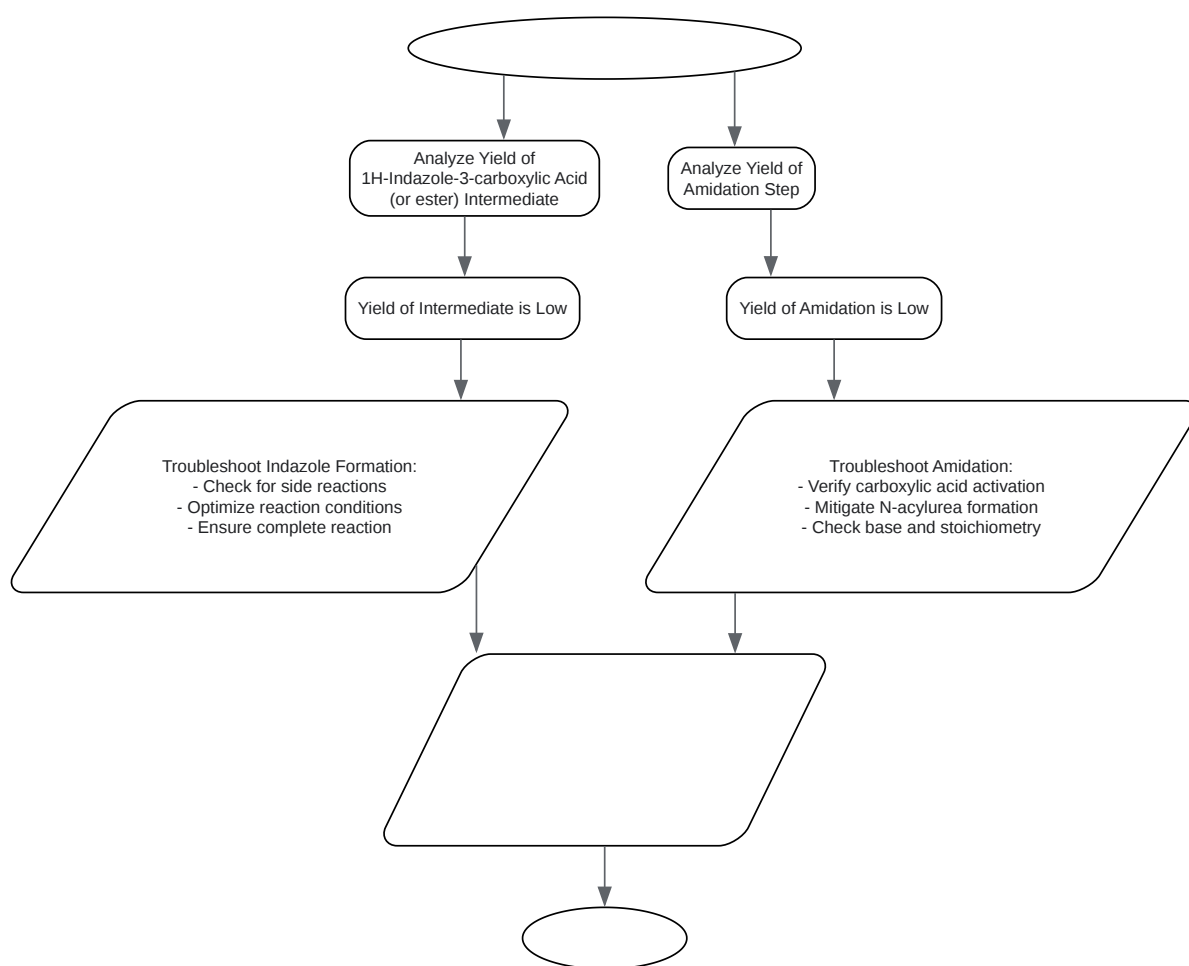 Analyze Yield of
1H-Indazole-3-carboxylic Acid
(or ester) Intermediate
Analyze Yield of
Amidation Step
Yield of Intermediate is Low
Yield of Amidation is Low
Troubleshoot Indazole Formation:
- Check for side reactions
- Optimize reaction conditions
- Ensure complete reaction
Troubleshoot Amidation:
- Verify carboxylic acid activation
- Mitigate N-acylurea formation
- Check base and stoichiometry